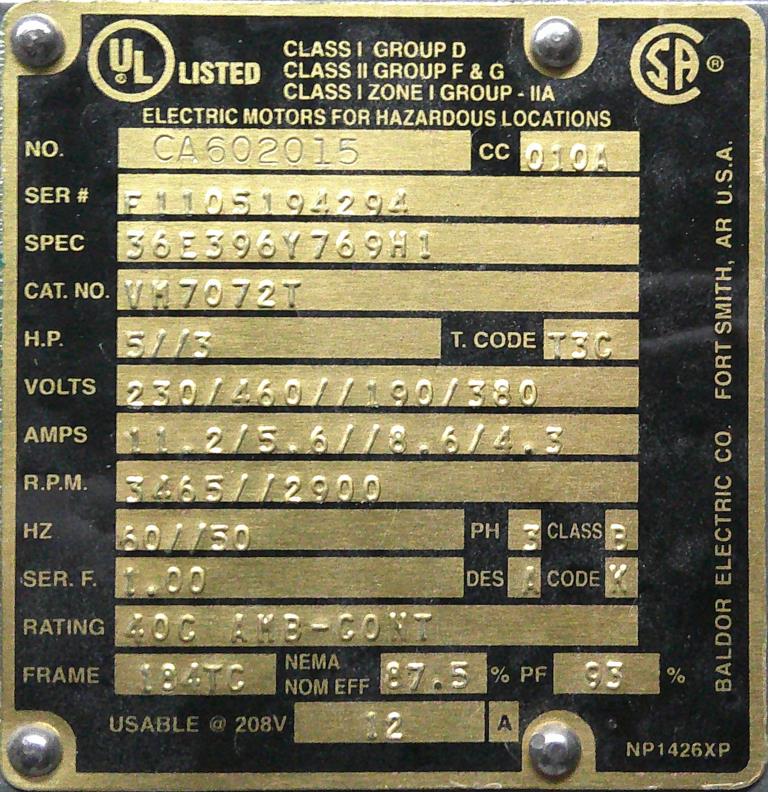 UL ® LISTED
CLASS I GROUP D
CLASS II GROUP F & G
CLASS I ZONE I GROUP - IIA
SA ®
ELECTRIC MOTORS FOR HAZARDOUS LOCATIONS
NO. CA602015 CC 010A
SER # F1105194294
SPEC 36E396Y769H1
CAT. NO. VM7072T
H.P. 5//3 T. CODE T3C
VOLTS 230/460//190/380
AMPS 11.2/5.6//8.6/4.3
R.P.M. 3465//2900
HZ 60//50 PH 3 CLASS B
SER. F. 1.00 DES A CODE K
RATING 40C AMB-CONT
FRAME 184TC NEMA NOM EFF 87.5 % PF 93 %
USABLE @ 208V 12 A
NP1426XP
BALDOR ELECTRIC CO. FORT SMITH, AR U.S.A.